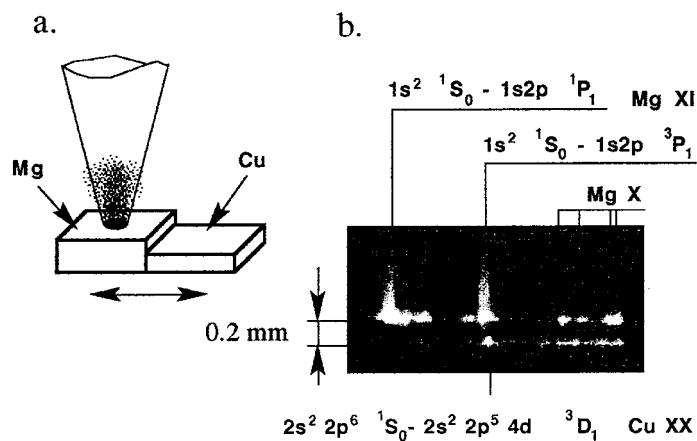 a.
Mg
Cu
b.
1s² ¹S₀ - 1s2p ¹P₁ Mg XI
1s² ¹S₀ - 1s2p ³P₁
Mg X
0.2 mm
2s² 2p⁶ ¹S₀- 2s² 2p⁵ 4d ³D₁ Cu XX